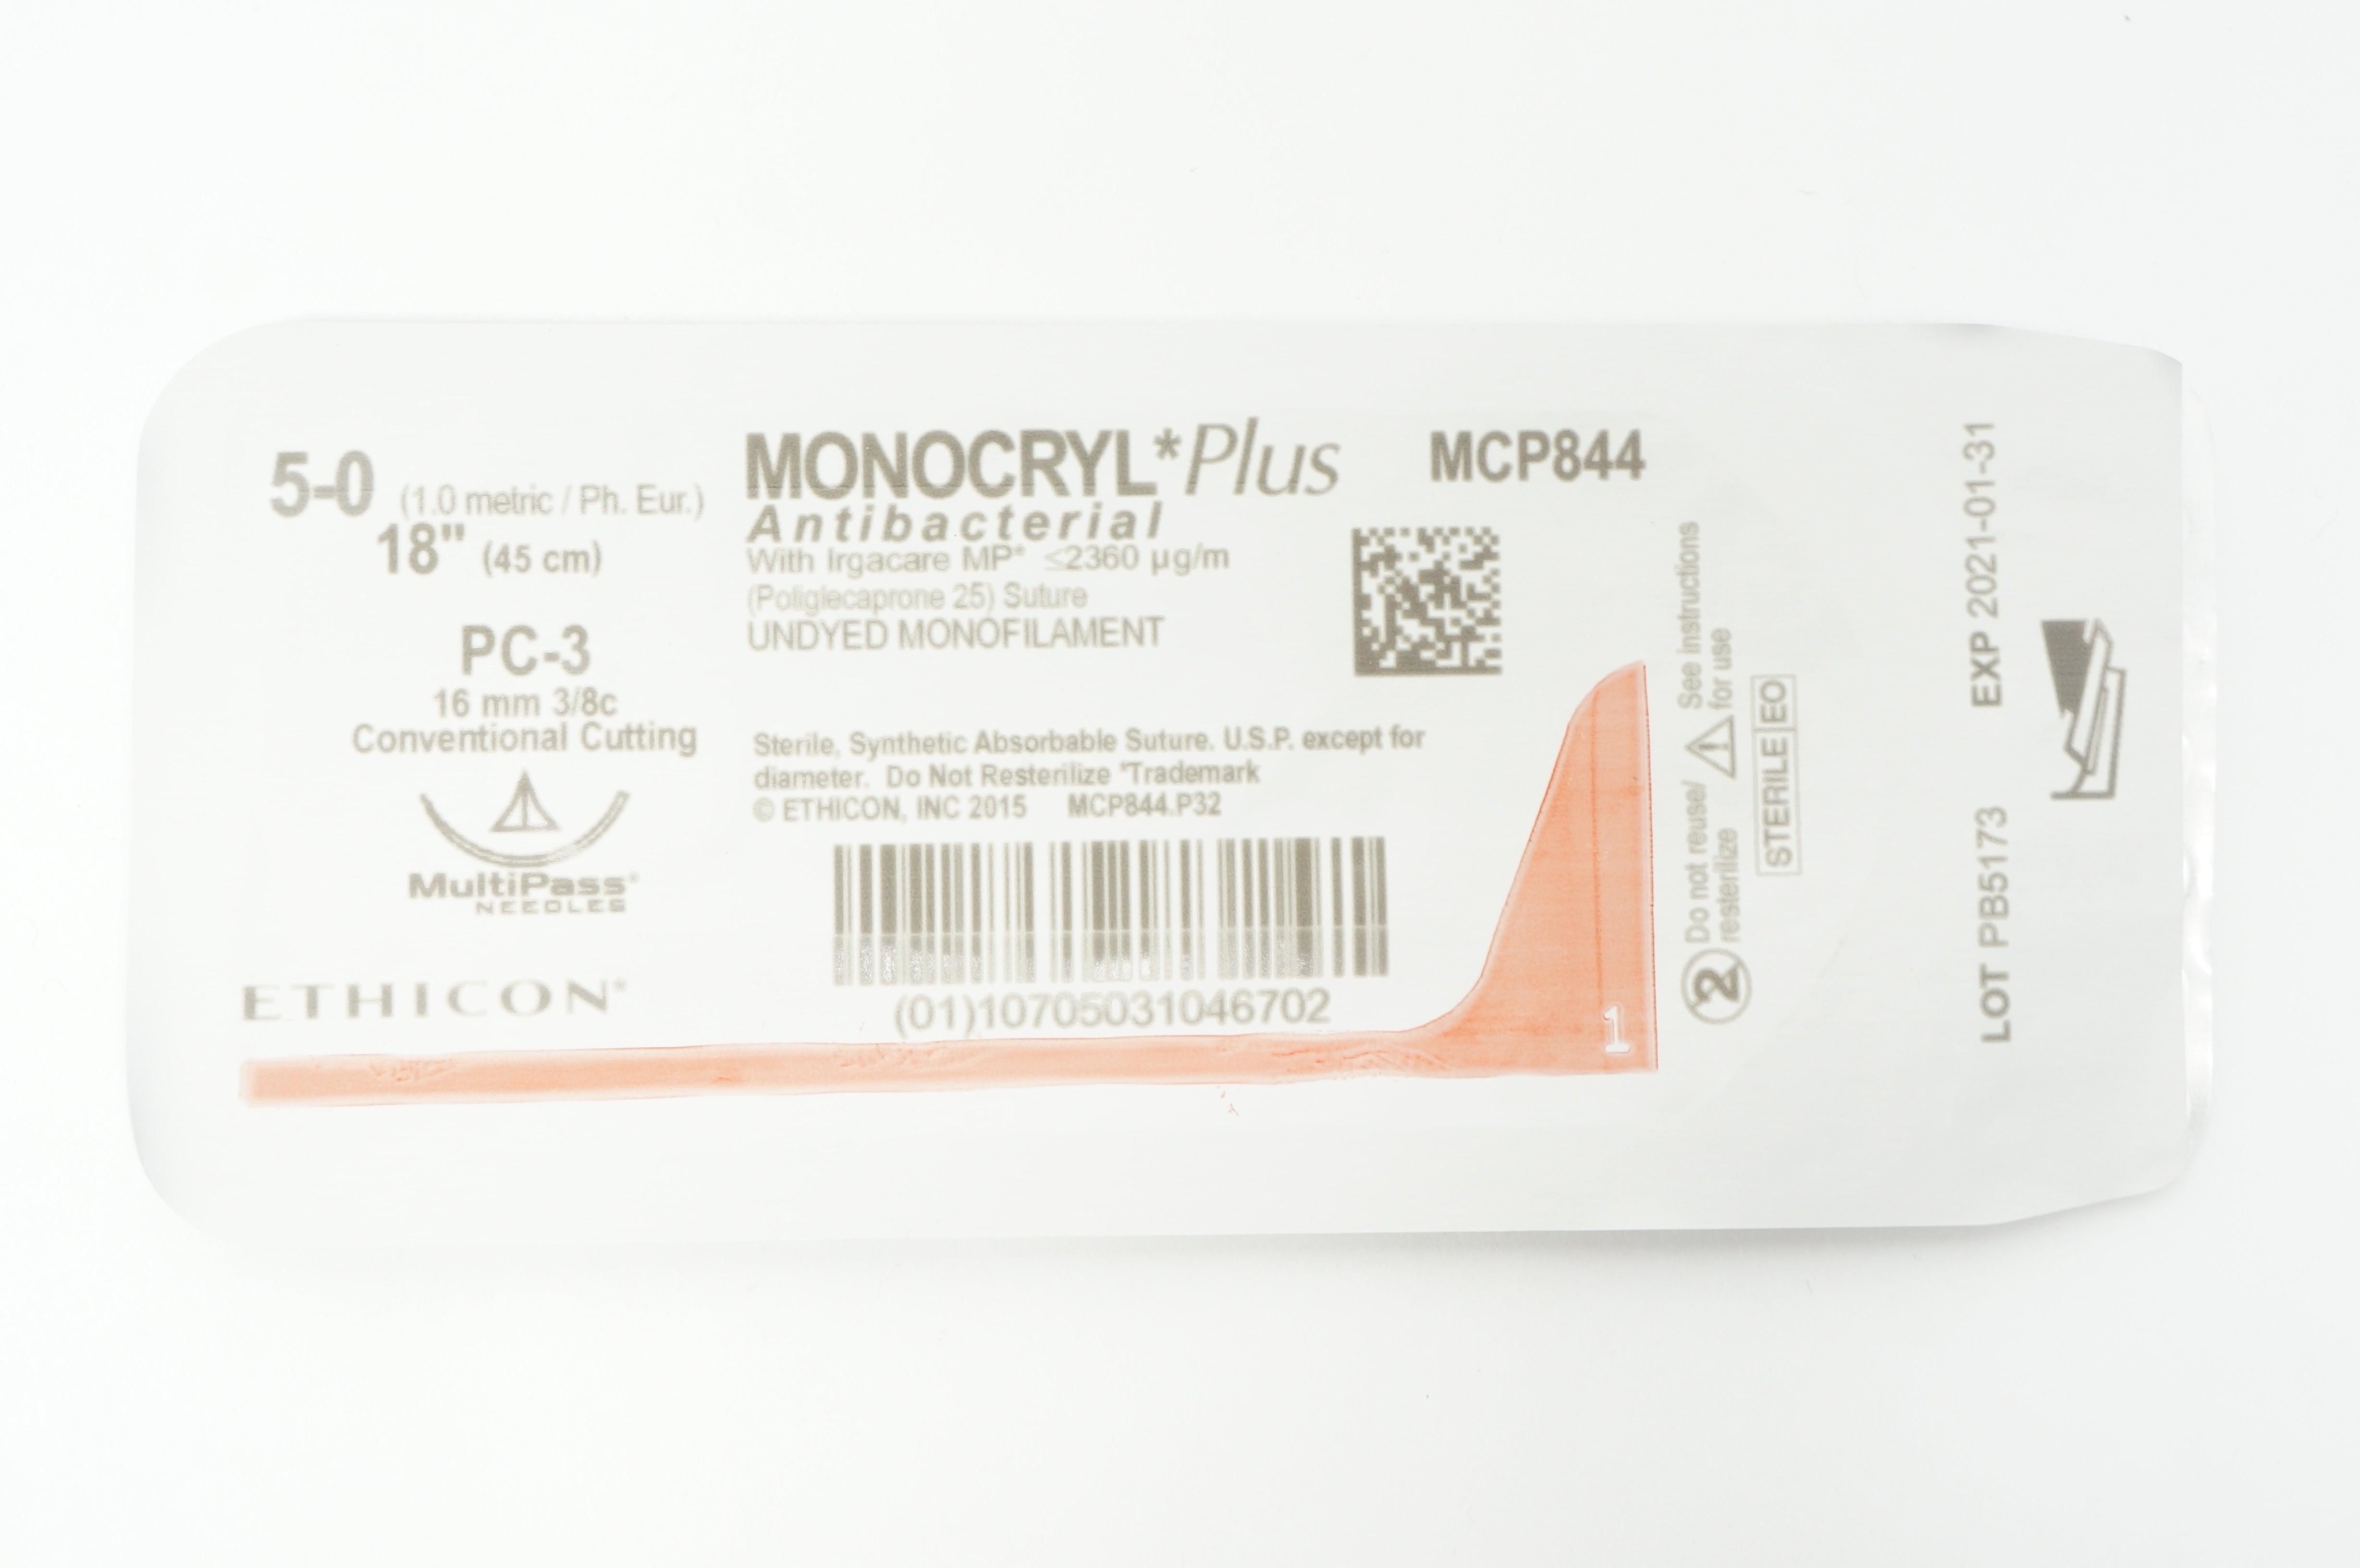 5-0 (1.0 metric / Ph. Eur.)
18" (45 cm)
PC-3
16 mm 3/8c
Conventional Cutting
MultiPass®
NEEDLES
ETHICON®
MONOCRYL*Plus
Antibacterial
With Irgacare MP* ≤2360 µg/m
(Poliglecaprone 25) Suture
UNDYED MONOFILAMENT
MCP844
Sterile, Synthetic Absorbable Suture. U.S.P. except for
diameter. Do Not Resterilize *Trademark
© ETHICON, INC 2015 MCP844.P32
(01)10705031046702
1
2 Do not reuse/
resterilize
See instructions
for use
STERILE EO
LOT PB5173 EXP 2021-01-31